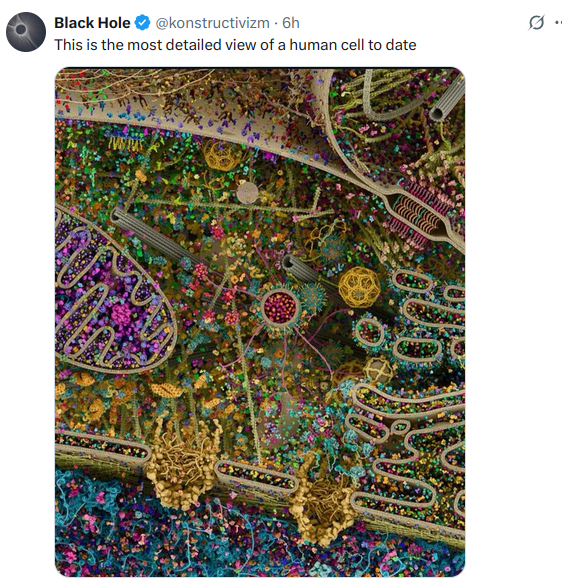 Black Hole @konstructivizm · 6h
This is the most detailed view of a human cell to date